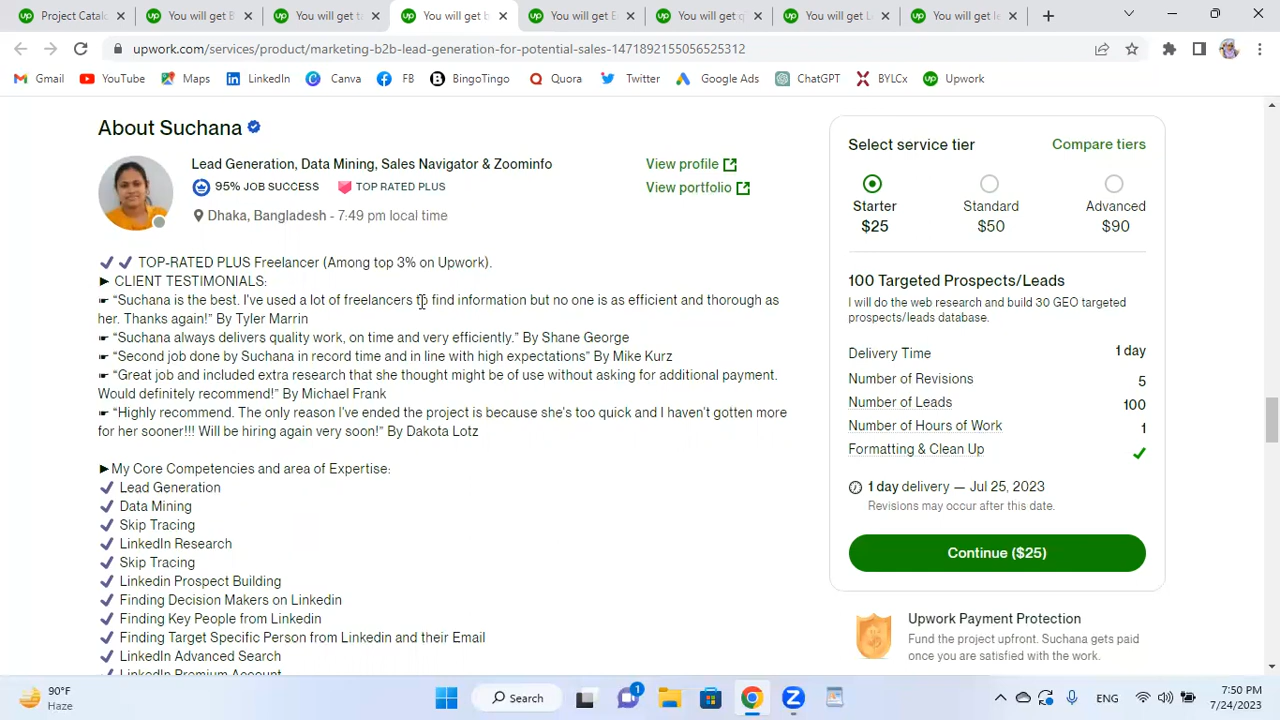 Project Catal
You will get E
You will get t
You will get b
You will get E
You will get q
You will get L
You will get le
upwork.com/services/product/marketing-b2b-lead-generation-for-potential-sales-1471892155056525312
Gmail
YouTube
Maps
LinkedIn
Canva
FB
BingoTingo
Quora
Twitter
Google Ads
ChatGPT
BYLCx
Upwork
About Suchana
Lead Generation, Data Mining, Sales Navigator & Zoominfo
95% JOB SUCCESS
TOP RATED PLUS
Dhaka, Bangladesh - 7:49 pm local time
View profile
View portfolio
✔ ✔ TOP-RATED PLUS Freelancer (Among top 3% on Upwork).
► CLIENT TESTIMONIALS:
☛ “Suchana is the best. I've used a lot of freelancers to find information but no one is as efficient and thorough as
her. Thanks again!” By Tyler Marrin
☛ “Suchana always delivers quality work, on time and very efficiently.” By Shane George
☛ “Second job done by Suchana in record time and in line with high expectations” By Mike Kurz
☛ “Great job and included extra research that she thought might be of use without asking for additional payment.
Would definitely recommend!” By Michael Frank
☛ “Highly recommend. The only reason I’ve ended the project is because she's too quick and I haven’t gotten more
for her sooner!!! Will be hiring again very soon!” By Dakota Lotz
►My Core Competencies and area of Expertise:
✔ Lead Generation
✔ Data Mining
✔ Skip Tracing
✔ LinkedIn Research
✔ Skip Tracing
✔ Linkedin Prospect Building
✔ Finding Decision Makers on Linkedin
✔ Finding Key People from Linkedin
✔ Finding Target Specific Person from Linkedin and their Email
✔ LinkedIn Advanced Search
✔ LinkedIn Premium Account
Select service tier
Compare tiers
Starter
$25
Standard
$50
Advanced
$90
100 Targeted Prospects/Leads
I will do the web research and build 30 GEO targeted
prospects/leads database.
Delivery Time 1 day
Number of Revisions 5
Number of Leads 100
Number of Hours of Work 1
Formatting & Clean Up ✔
1 day delivery — Jul 25, 2023
Revisions may occur after this date.
Continue ($25)
Upwork Payment Protection
Fund the project upfront. Suchana gets paid
once you are satisfied with the work.
90°F
Haze
Search
1
ENG
7:50 PM
7/24/2023